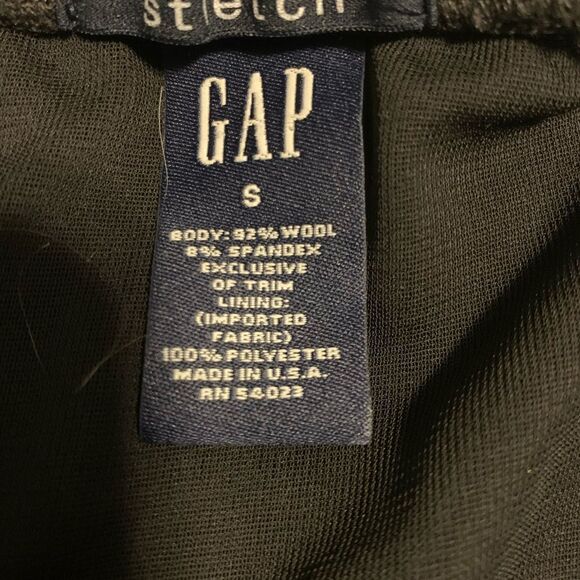 stretch
GAP
S
BODY: 92% WOOL
8% SPANDEX
EXCLUSIVE
OF TRIM
LINING:
(IMPORTED
FABRIC)
100% POLYESTER
MADE IN U.S.A.
RN 54023